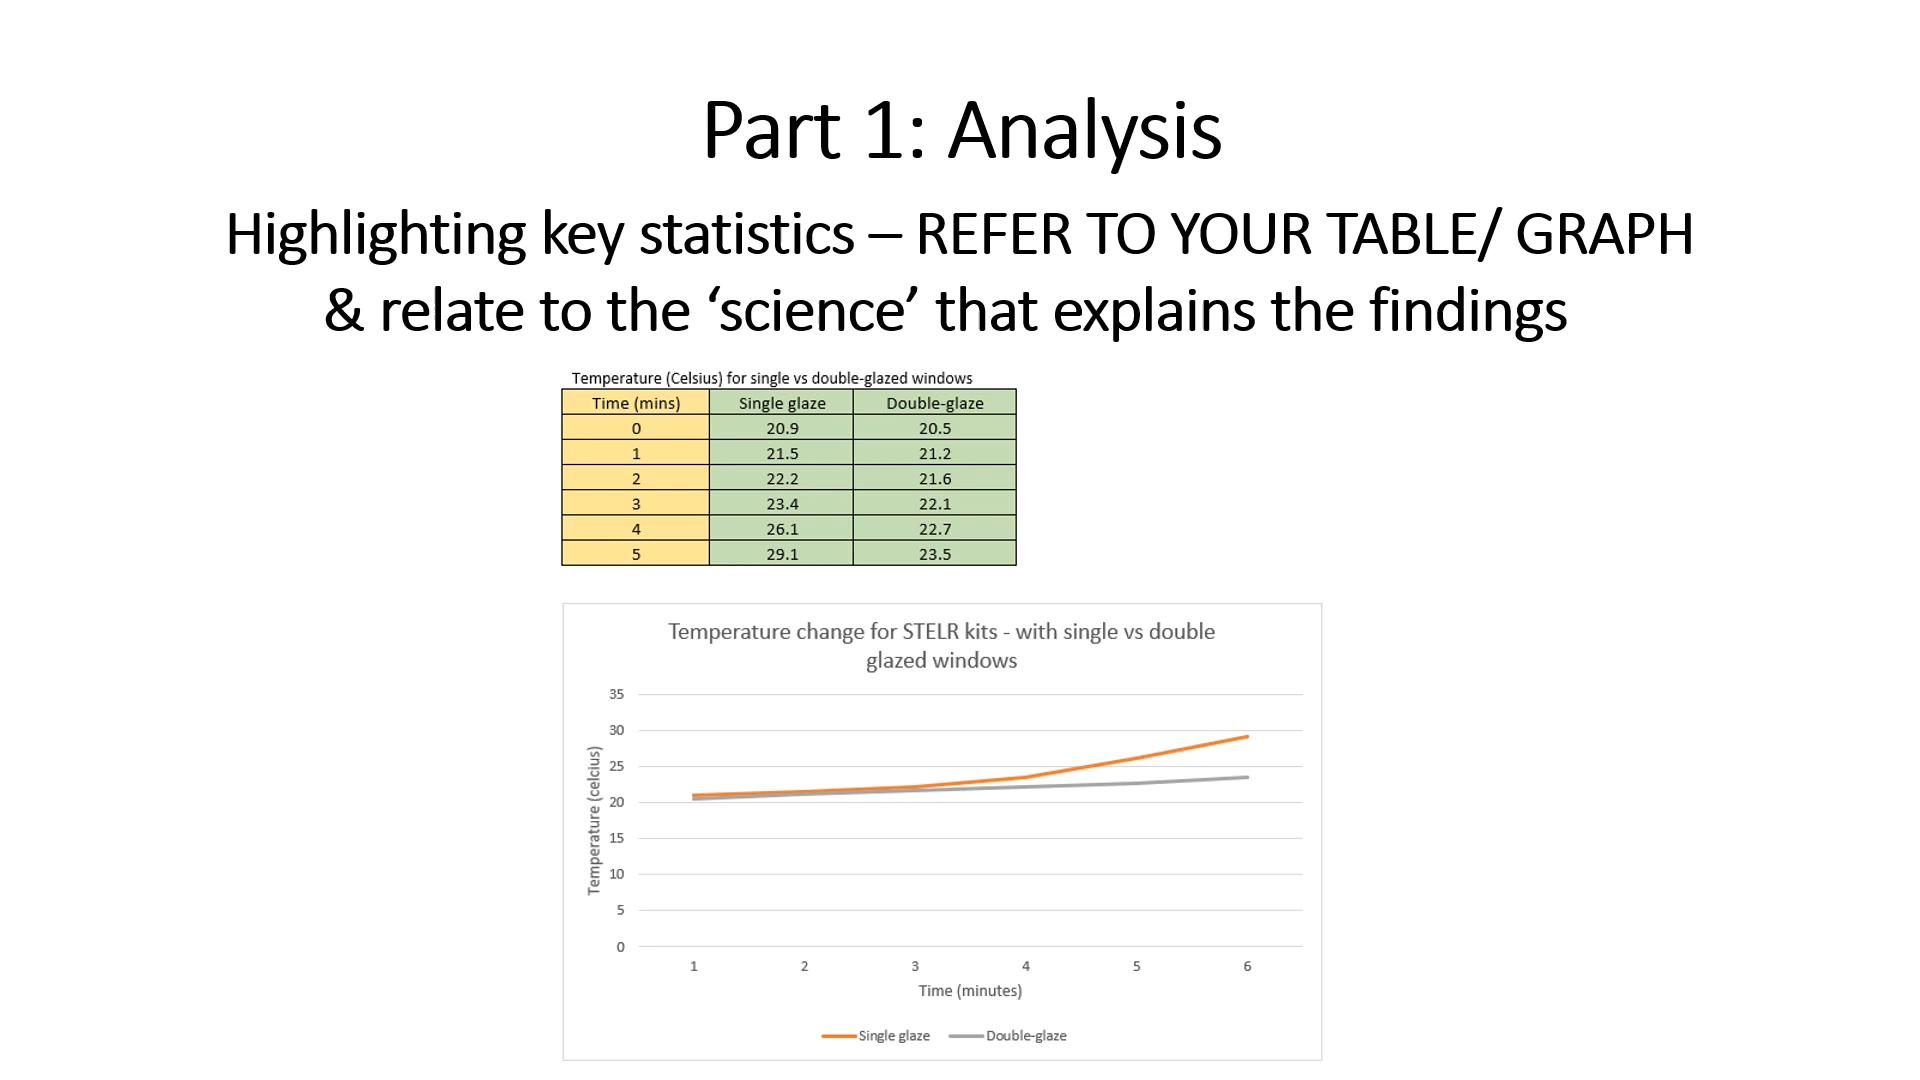 Part 1: Analysis
Highlighting key statistics – REFER TO YOUR TABLE/ GRAPH
& relate to the ‘science’ that explains the findings
Temperature (Celsius) for single vs double-glazed windows
Time (mins) Single glaze Double-glaze
0 20.9 20.5
1 21.5 21.2
2 22.2 21.6
3 23.4 22.1
4 26.1 22.7
5 29.1 23.5
Temperature change for STELR kits - with single vs double
glazed windows
35
30
25
20
15
10
5
0
Temperature (celcius)
1 2 3 4 5 6
Time (minutes)
Single glaze Double-glaze